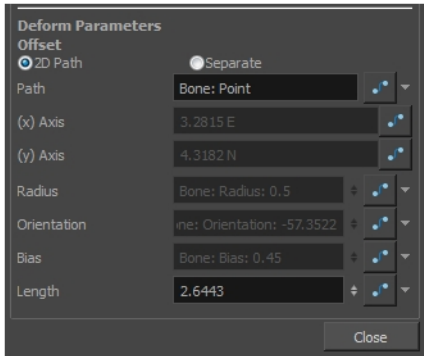 Deform Parameters
Offset
2D Path Separate
Path Bone: Point
(x) Axis 3.2815 E
(y) Axis 4.3182 N
Radius Bone: Radius: 0.5
Orientation ne: Orientation: -57.3522
Bias Bone: Bias: 0.45
Length 2.6443
Close